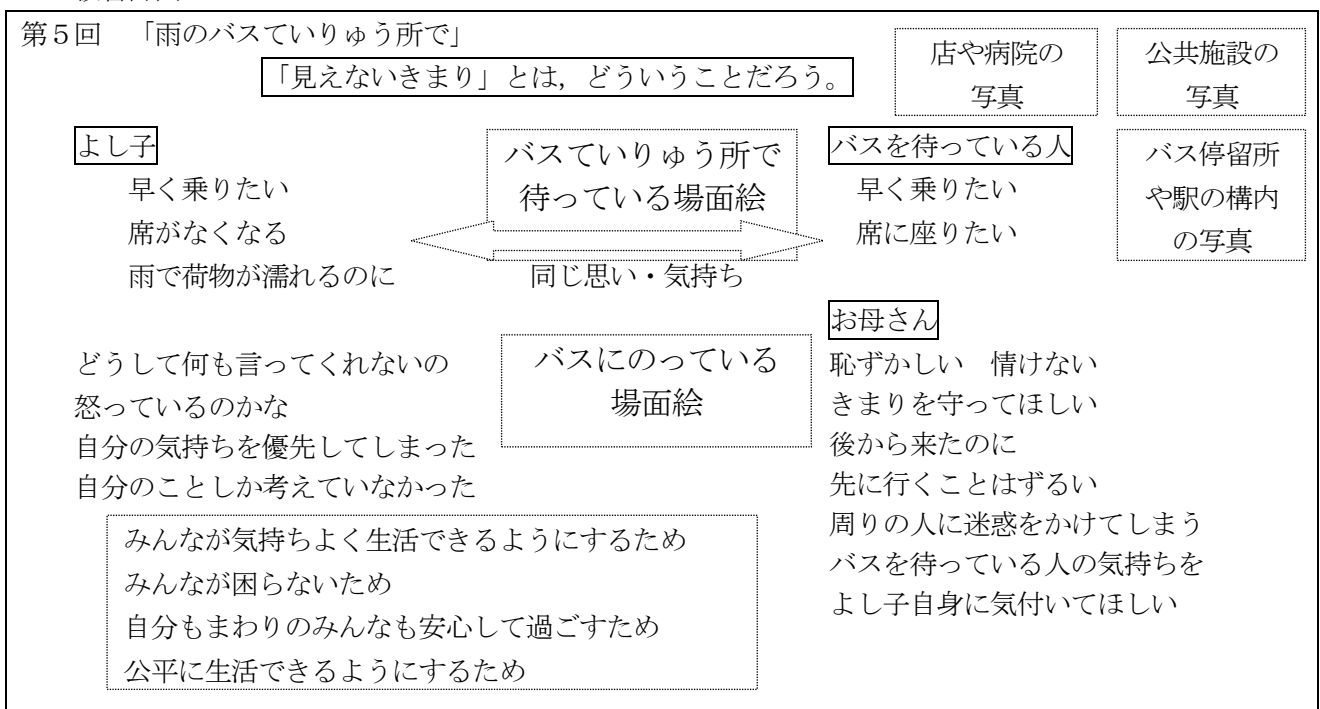 第5回 「雨のバスていりゅう所で」
「見えないきまり」とは,どういうことだろう。
店や病院の
写真
公共施設の
写真
よし子
早く乗りたい
席がなくなる
雨で荷物が濡れるのに
バスていりゅう所で
待っている場面絵
同じ思い・気持ち
バスを待っている人
早く乗りたい
席に座りたい
バス停留所
や駅の構内
の写真
どうして何も言ってくれないの
怒っているのかな
自分の気持ちを優先してしまった
自分のことしか考えていなかった
バスにのっている
場面絵
お母さん
恥ずかしい 情けない
きまりを守ってほしい
後から来たのに
先に行くことはずるい
周りの人に迷惑をかけてしまう
バスを待っている人の気持ちを
よし子自身に気付いてほしい
みんなが気持ちよく生活できるようにするため
みんなが困らないため
自分もまわりのみんなも安心して過ごすため
公平に生活できるようにするため